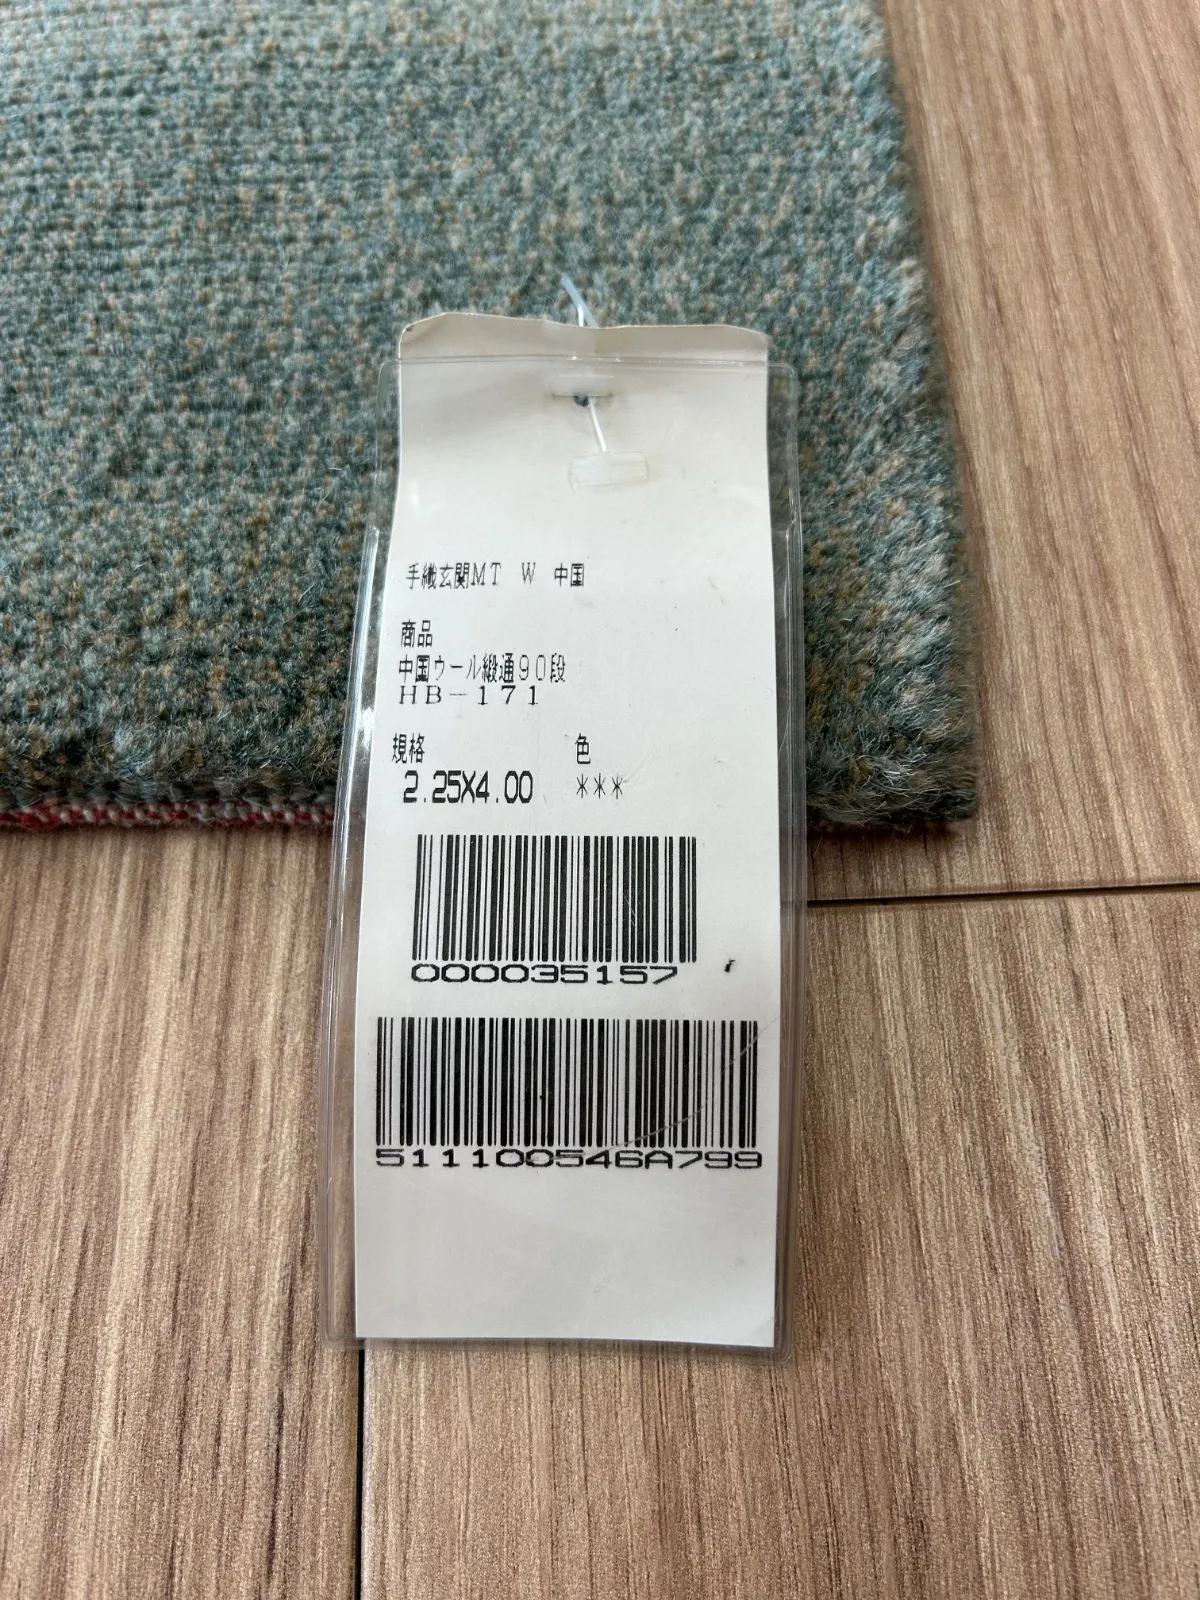 手織玄関MT W 中国
商品
中国ウール緞通90段
HB-171
規格 色
2.25X4.00 ***
0000035157
511100546A799